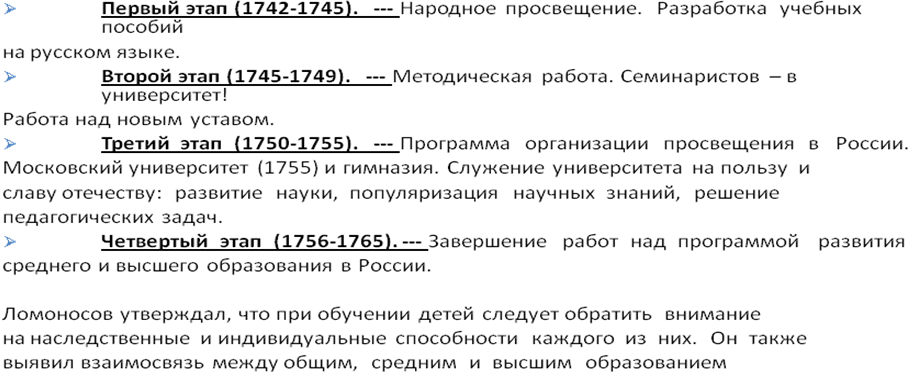 ➢ Первый этап (1742-1745). --- Народное просвещение. Разработка учебных
пособий
на русском языке.
➢ Второй этап (1745-1749). --- Методическая работа. Семинаристов – в
университет!
Работа над новым уставом.
➢ Третий этап (1750-1755). --- Программа организации просвещения в России.
Московский университет (1755) и гимназия. Служение университета на пользу и
славу отечеству: развитие науки, популяризация научных знаний, решение
педагогических задач.
➢ Четвертый этап (1756-1765). --- Завершение работ над программой развития
среднего и высшего образования в России.
Ломоносов утверждал, что при обучении детей следует обратить внимание
на наследственные и индивидуальные способности каждого из них. Он также
выявил взаимосвязь между общим, средним и высшим образованием